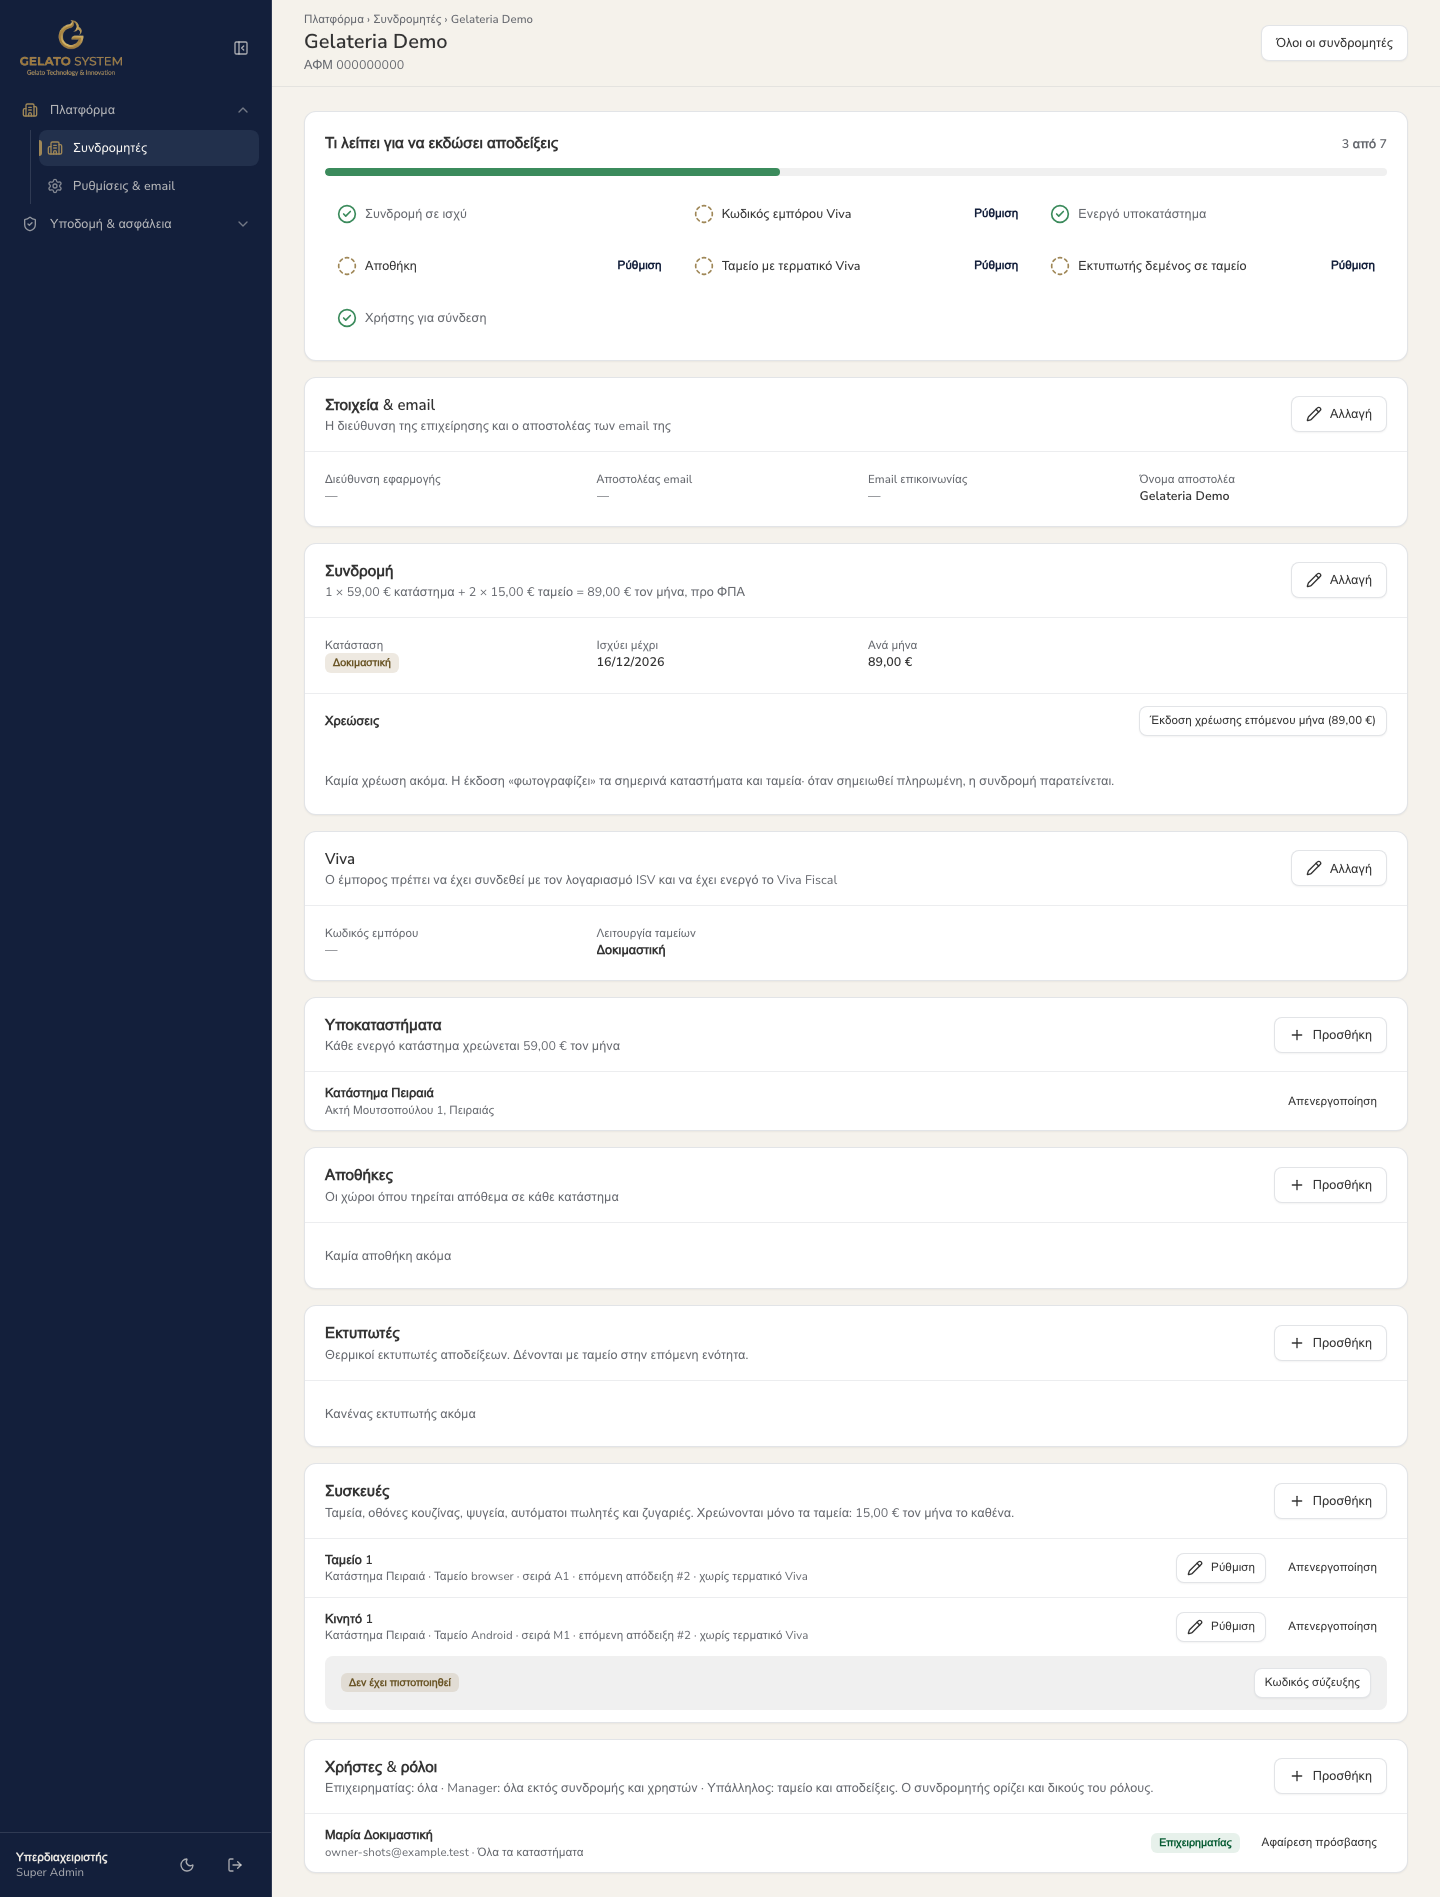 GELATO SYSTEM
Gelato Technology & Innovation
Πλατφόρμα
Συνδρομητές
Ρυθμίσεις & email
Υποδομή & ασφάλεια
Υπερδιαχειριστής
Super Admin
Πλατφόρμα › Συνδρομητές › Gelateria Demo
Gelateria Demo
ΑΦΜ 000000000
Όλοι οι συνδρομητές
Τι λείπει για να εκδώσει αποδείξεις
3 από 7
Συνδρομή σε ισχύ
Κωδικός εμπόρου Viva
Ρύθμιση
Ενεργό υποκατάστημα
Αποθήκη
Ρύθμιση
Ταμείο με τερματικό Viva
Ρύθμιση
Εκτυπωτής δεμένος σε ταμείο
Ρύθμιση
Χρήστης για σύνδεση
Στοιχεία & email
Η διεύθυνση της επιχείρησης και ο αποστολέας των email της
Αλλαγή
Διεύθυνση εφαρμογής
—
Αποστολέας email
—
Email επικοινωνίας
—
Όνομα αποστολέα
Gelateria Demo
Συνδρομή
1 × 59,00 € κατάστημα + 2 × 15,00 € ταμείο = 89,00 € τον μήνα, προ ΦΠΑ
Αλλαγή
Κατάσταση
Δοκιμαστική
Ισχύει μέχρι
16/12/2026
Ανά μήνα
89,00 €
Χρεώσεις
Έκδοση χρέωσης επόμενου μήνα (89,00 €)
Καμία χρέωση ακόμα. Η έκδοση «φωτογραφίζει» τα σημερινά καταστήματα και ταμεία· όταν σημειωθεί πληρωμένη, η συνδρομή παρατείνεται.
Viva
Ο έμπορος πρέπει να έχει συνδεθεί με τον λογαριασμό ISV και να έχει ενεργό το Viva Fiscal
Αλλαγή
Κωδικός εμπόρου
—
Λειτουργία ταμείων
Δοκιμαστική
Υποκαταστήματα
Κάθε ενεργό κατάστημα χρεώνεται 59,00 € τον μήνα
Προσθήκη
Κατάστημα Πειραιά
Ακτή Μουτσοπούλου 1, Πειραιάς
Απενεργοποίηση
Αποθήκες
Οι χώροι όπου τηρείται απόθεμα σε κάθε κατάστημα
Προσθήκη
Καμία αποθήκη ακόμα
Εκτυπωτές
Θερμικοί εκτυπωτές αποδείξεων. Δένονται με ταμείο στην επόμενη ενότητα.
Προσθήκη
Κανένας εκτυπωτής ακόμα
Συσκευές
Ταμεία, οθόνες κουζίνας, ψυγεία, αυτόματοι πωλητές και ζυγαριές. Χρεώνονται μόνο τα ταμεία: 15,00 € τον μήνα το καθένα.
Προσθήκη
Ταμείο 1
Κατάστημα Πειραιά · Ταμείο browser · σειρά A1 · επόμενη απόδειξη #2 · χωρίς τερματικό Viva
Ρύθμιση
Απενεργοποίηση
Κινητό 1
Κατάστημα Πειραιά · Ταμείο Android · σειρά M1 · επόμενη απόδειξη #2 · χωρίς τερματικό Viva
Ρύθμιση
Απενεργοποίηση
Δεν έχει πιστοποιηθεί
Κωδικός σύζευξης
Χρήστες & ρόλοι
Επιχειρηματίας: όλα · Manager: όλα εκτός συνδρομής και χρηστών · Υπάλληλος: ταμείο και αποδείξεις. Ο συνδρομητής ορίζει και δικούς του ρόλους.
Προσθήκη
Μαρία Δοκιμαστική
owner-shots@example.test · Όλα τα καταστήματα
Επιχειρηματίας
Αφαίρεση πρόσβασης